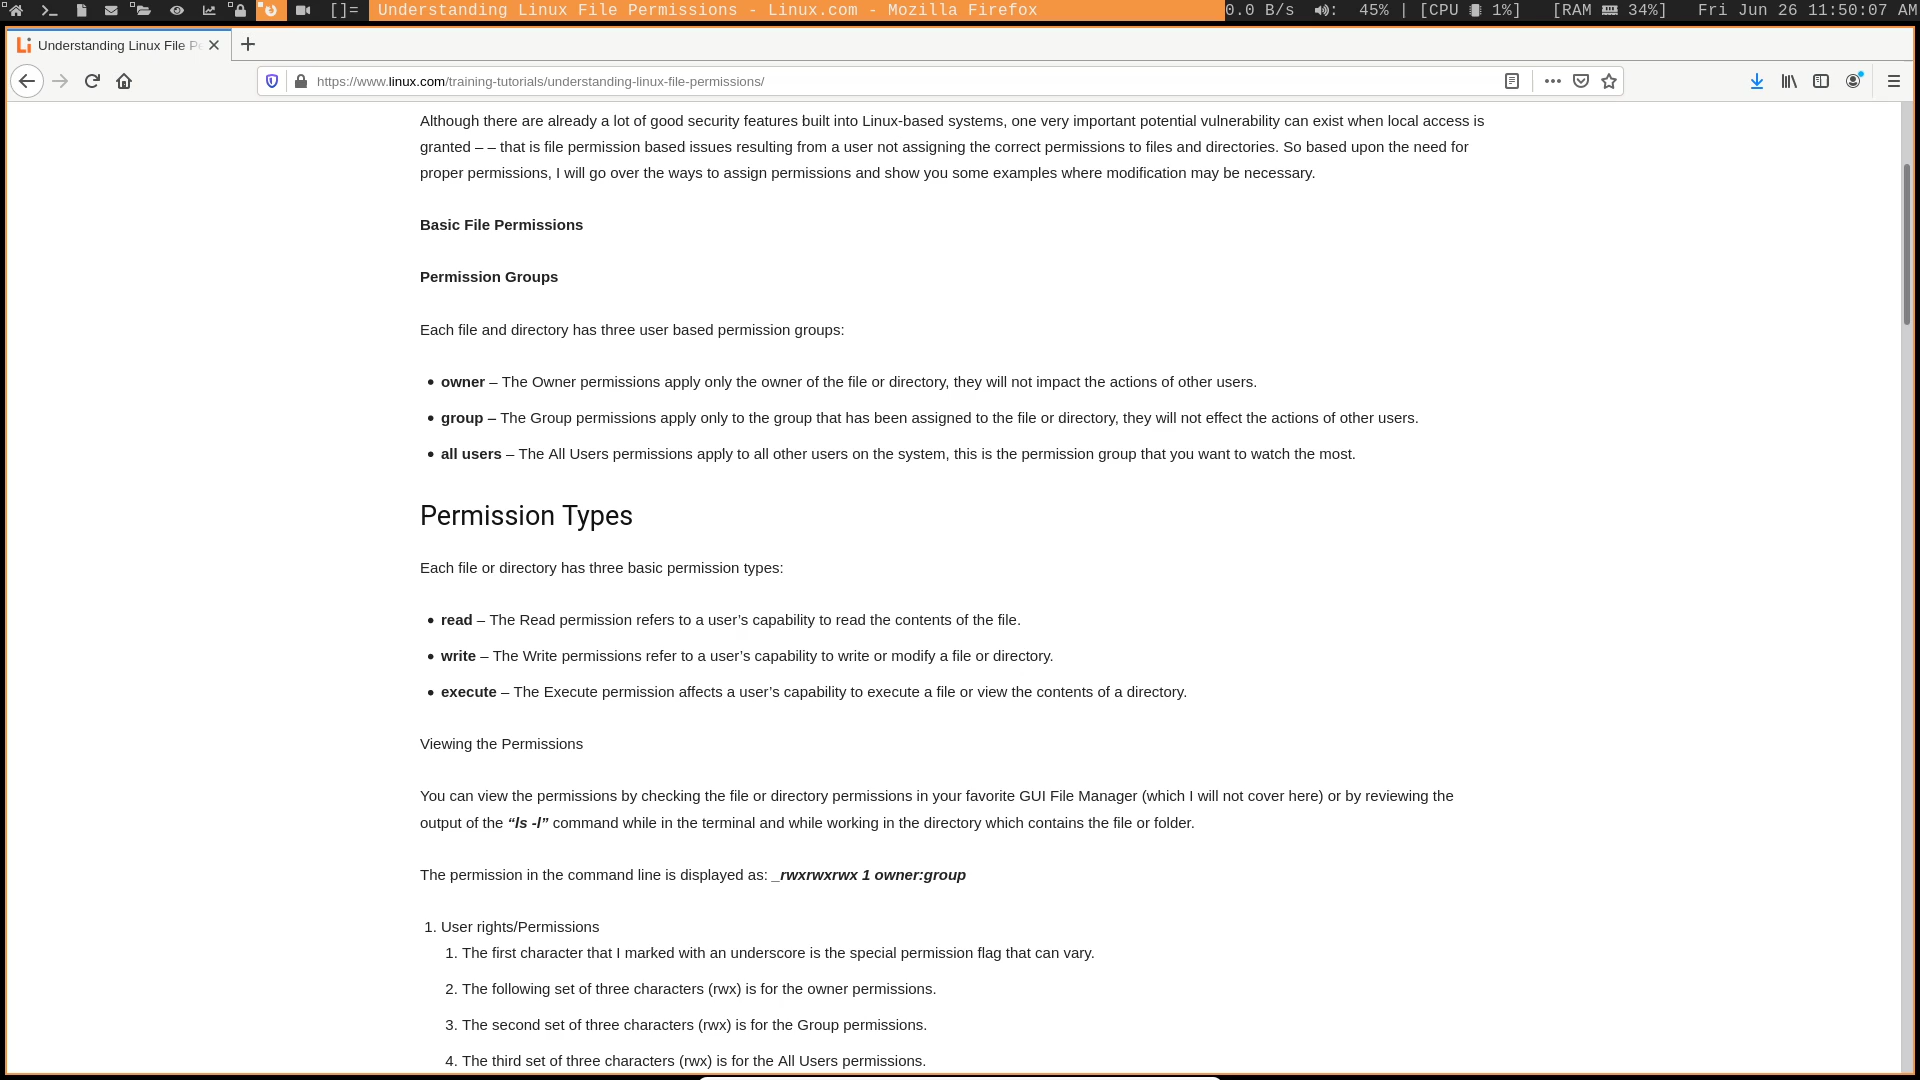 []= Understanding Linux File Permissions - Linux.com - Mozilla Firefox 0.0 B/s : 45% | [CPU 1%] [RAM 34%] Fri Jun 26 11:50:07 AM
Understanding Linux File Pe
https://www.linux.com/training-tutorials/understanding-linux-file-permissions/
Although there are already a lot of good security features built into Linux-based systems, one very important potential vulnerability can exist when local access is
granted – – that is file permission based issues resulting from a user not assigning the correct permissions to files and directories. So based upon the need for
proper permissions, I will go over the ways to assign permissions and show you some examples where modification may be necessary.
Basic File Permissions
Permission Groups
Each file and directory has three user based permission groups:
• owner – The Owner permissions apply only the owner of the file or directory, they will not impact the actions of other users.
• group – The Group permissions apply only to the group that has been assigned to the file or directory, they will not effect the actions of other users.
• all users – The All Users permissions apply to all other users on the system, this is the permission group that you want to watch the most.
Permission Types
Each file or directory has three basic permission types:
• read – The Read permission refers to a user’s capability to read the contents of the file.
• write – The Write permissions refer to a user’s capability to write or modify a file or directory.
• execute – The Execute permission affects a user’s capability to execute a file or view the contents of a directory.
Viewing the Permissions
You can view the permissions by checking the file or directory permissions in your favorite GUI File Manager (which I will not cover here) or by reviewing the
output of the “ls -l” command while in the terminal and while working in the directory which contains the file or folder.
The permission in the command line is displayed as: _rwxrwxrwx 1 owner:group
1. User rights/Permissions
1. The first character that I marked with an underscore is the special permission flag that can vary.
2. The following set of three characters (rwx) is for the owner permissions.
3. The second set of three characters (rwx) is for the Group permissions.
4. The third set of three characters (rwx) is for the All Users permissions.